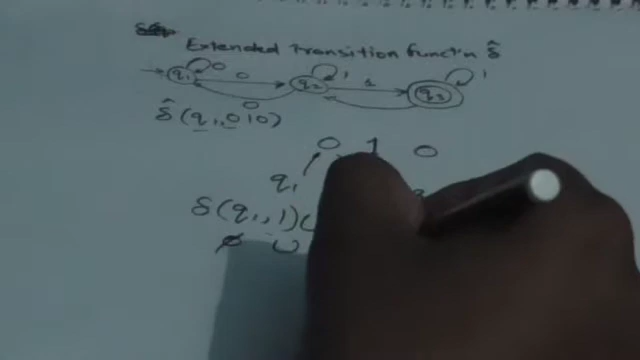 Extended Transition functn δ̂
0 0 1 1 1
q₁ q₂ q₃
0
δ̂(q₁, 010)
0 1 0
q₁
δ(q₁, 1) ∪
ϕ ∪